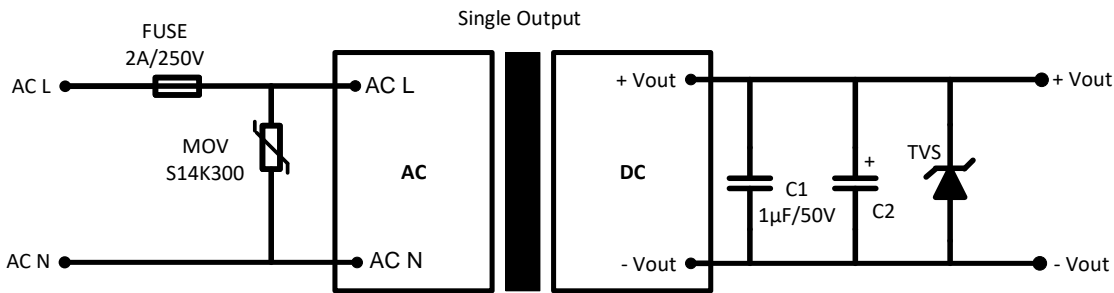 Single Output
FUSE
2A/250V
AC L
AC L
MOV
S14K300
AC
AC N
AC N
+ Vout
+ Vout
DC
C1
1µF/50V
+
C2
TVS
- Vout
- Vout